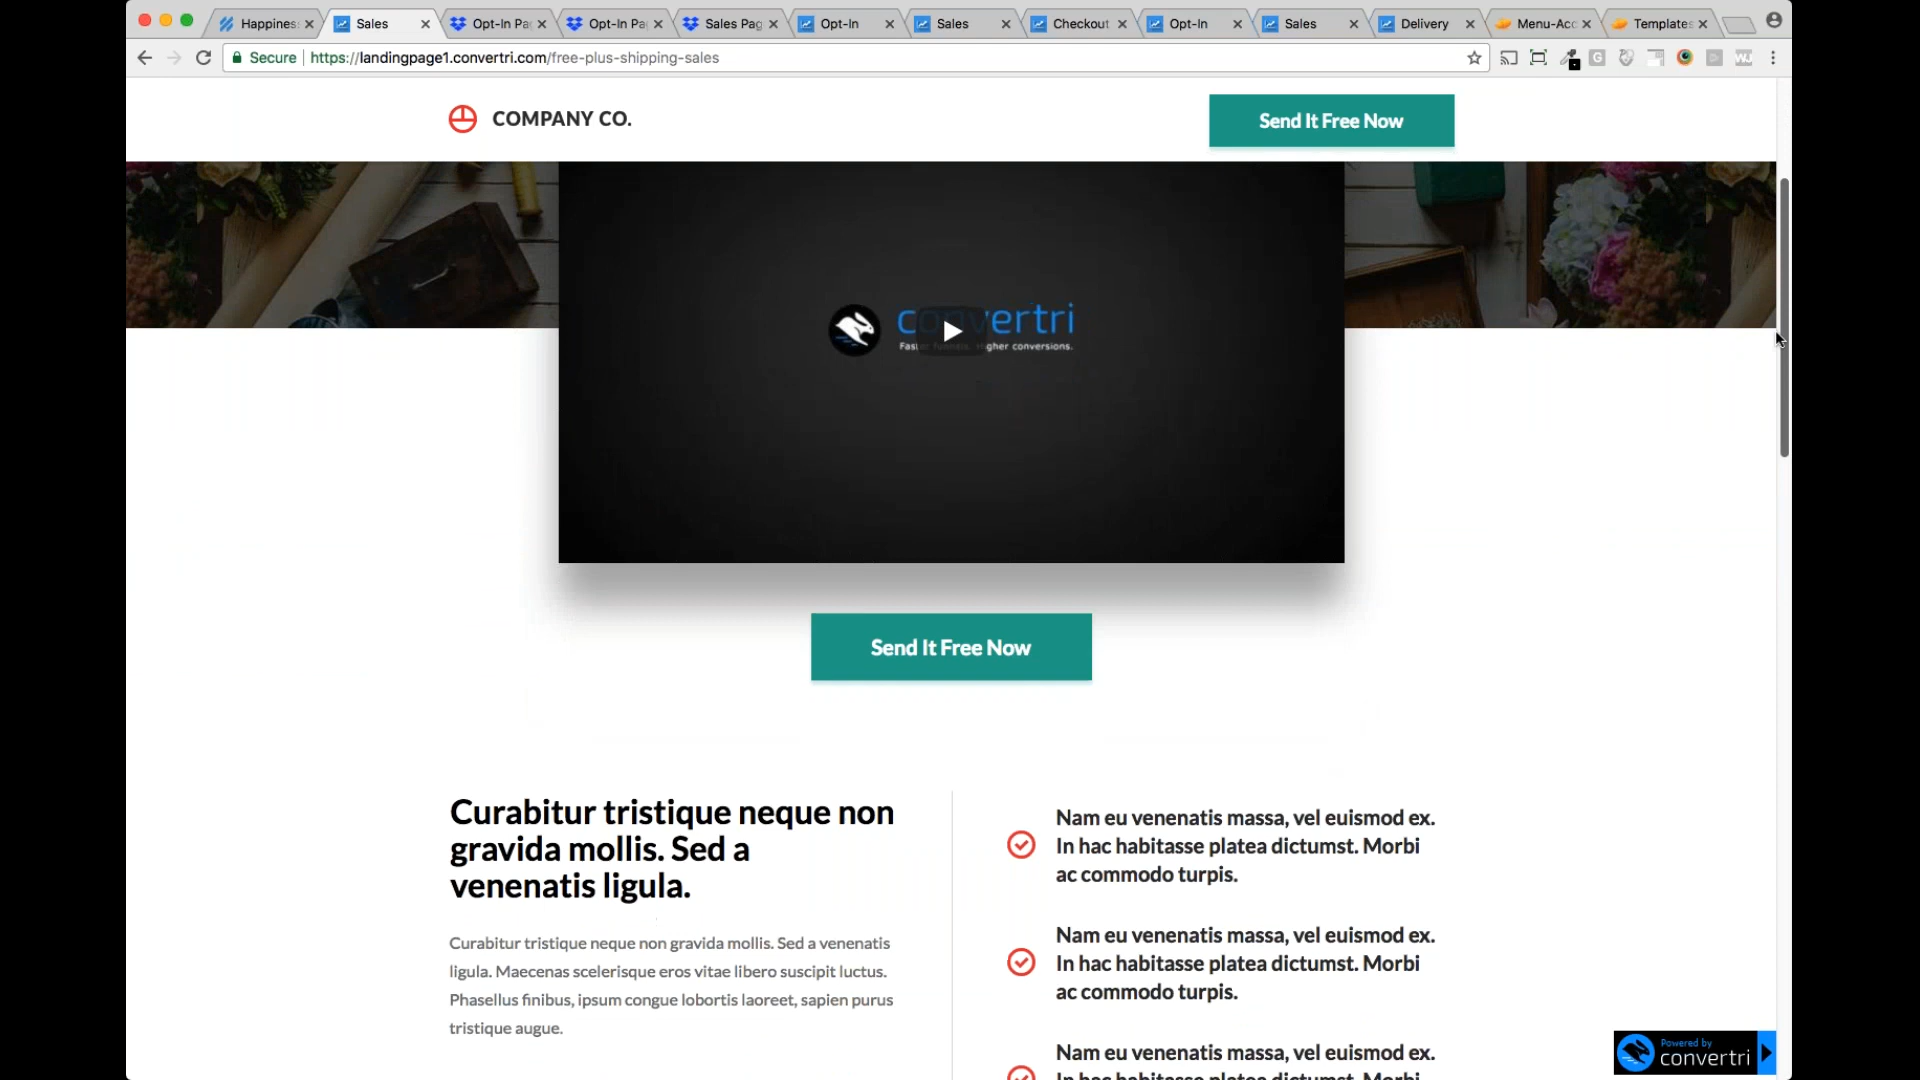 Happines
Sales
Opt-In Pa
Opt-In Pa
Sales Pag
Opt-In
Sales
Checkout
Opt-In
Sales
Delivery
Menu-Acc
Templates
Secure
https://landingpage1.convertri.com/free-plus-shipping-sales
COMPANY CO.
Send It Free Now
convertri
gher conversions.
Send It Free Now
Curabitur tristique neque non
gravida mollis. Sed a
venenatis ligula.
Curabitur tristique neque non gravida mollis. Sed a venenatis
ligula. Maecenas scelerisque eros vitae libero suscipit luctus.
Phasellus finibus, ipsum congue lobortis laoreet, sapien purus
tristique augue.
Nam eu venenatis massa, vel euismod ex.
In hac habitasse platea dictumst. Morbi
ac commodo turpis.
Nam eu venenatis massa, vel euismod ex.
In hac habitasse platea dictumst. Morbi
ac commodo turpis.
Nam eu venenatis massa, vel euismod ex.
In hac habitasse platea dictumst. Morbi
Powered by
convertri